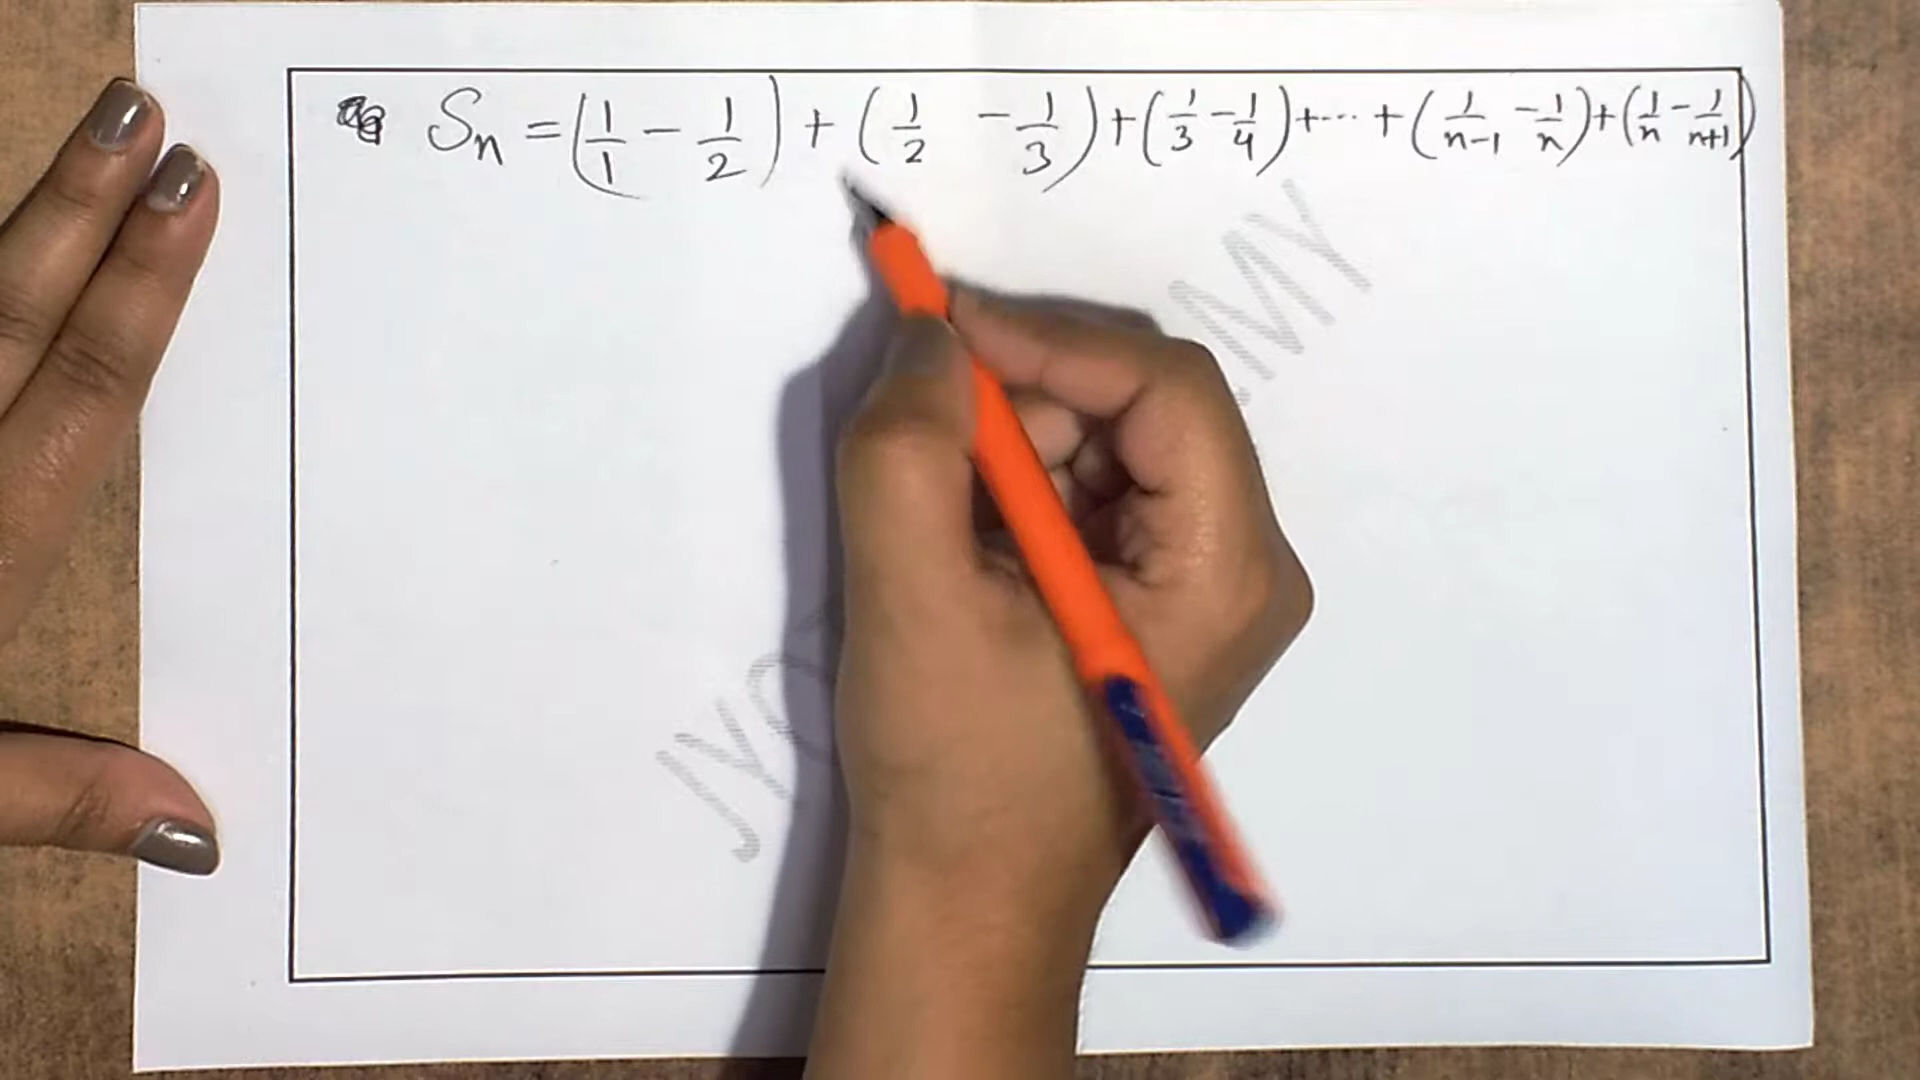 Sn = (1/1 - 1/2) + (1/2 - 1/3) + (1/3 - 1/4) + ... + (1/n-1 - 1/n) + (1/n - 1/n+1)